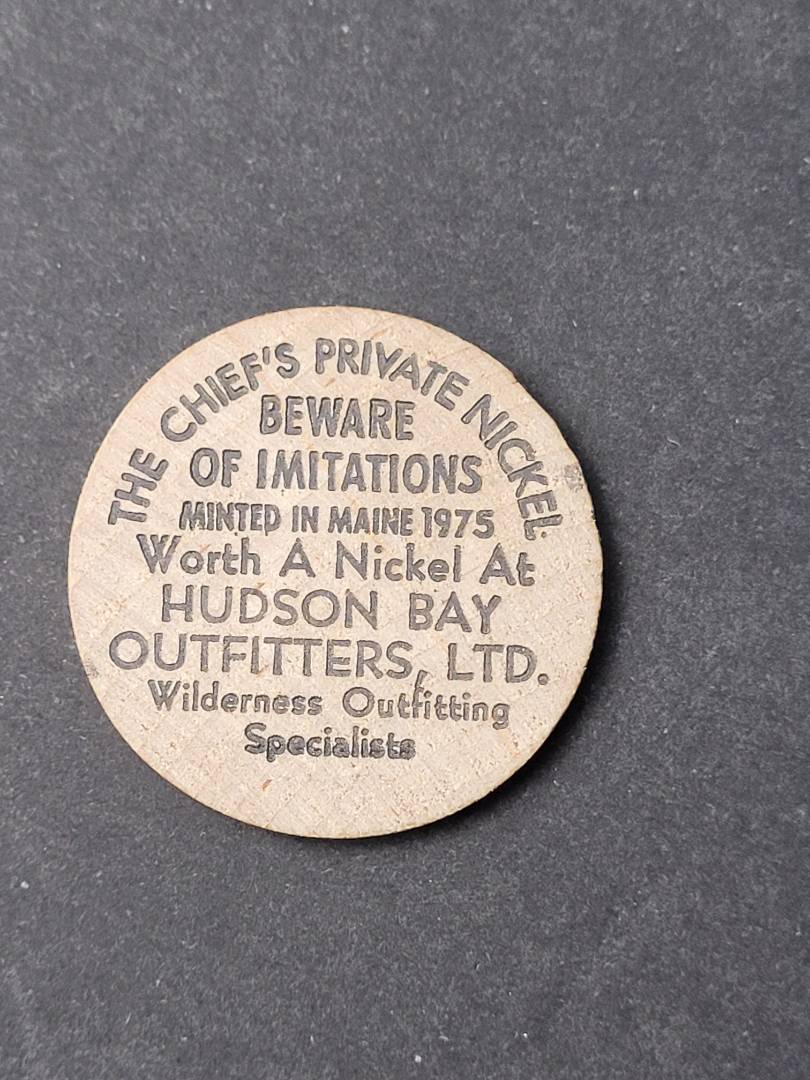 THE CHIEF'S PRIVATE NICKEL
BEWARE
OF IMITATIONS
MINTED IN MAINE 1975
Worth A Nickel At
HUDSON BAY
OUTFITTERS, LTD.
Wilderness Outfitting
Specialists